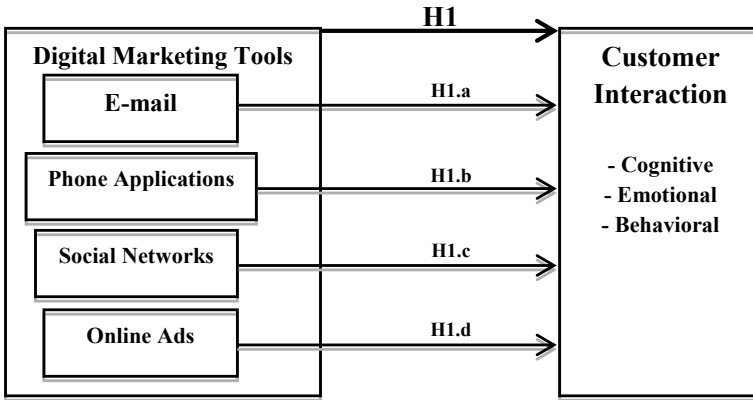 H1
Digital Marketing Tools
E-mail
Phone Applications
Social Networks
Online Ads
H1.a
H1.b
H1.c
H1.d
Customer
Interaction
- Cognitive
- Emotional
- Behavioral